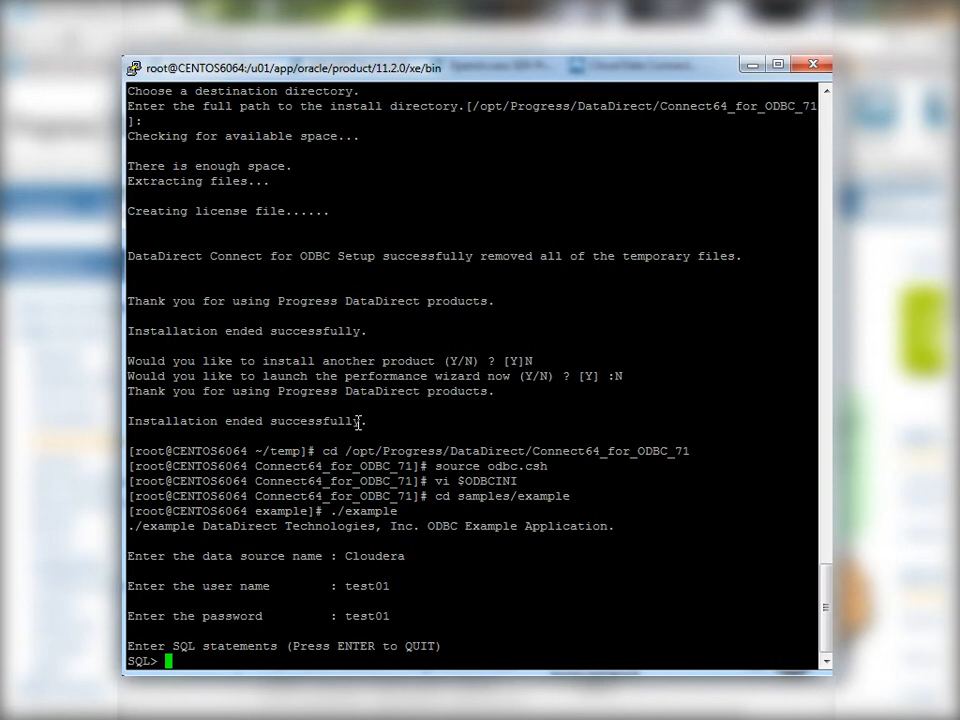 root@CENTOS6064:/u01/app/oracle/product/11.2.0/xe/bin
Choose a destination directory.
Enter the full path to the install directory.[/opt/Progress/DataDirect/Connect64_for_ODBC_71
]:
Checking for available space...
There is enough space.
Extracting files...
Creating license file......
DataDirect Connect for ODBC Setup successfully removed all of the temporary files.
Thank you for using Progress DataDirect products.
Installation ended successfully.
Would you like to install another product (Y/N) ? [Y]N
Would you like to launch the performance wizard now (Y/N) ? [Y] :N
Thank you for using Progress DataDirect products.
Installation ended successfully.
[root@CENTOS6064 ~/temp]# cd /opt/Progress/DataDirect/Connect64_for_ODBC_71
[root@CENTOS6064 Connect64_for_ODBC_71]# source odbc.csh
[root@CENTOS6064 Connect64_for_ODBC_71]# vi $ODBCINI
[root@CENTOS6064 Connect64_for_ODBC_71]# cd samples/example
[root@CENTOS6064 example]# ./example
./example DataDirect Technologies, Inc. ODBC Example Application.
Enter the data source name : Cloudera
Enter the user name : test01
Enter the password : test01
Enter SQL statements (Press ENTER to QUIT)
SQL>